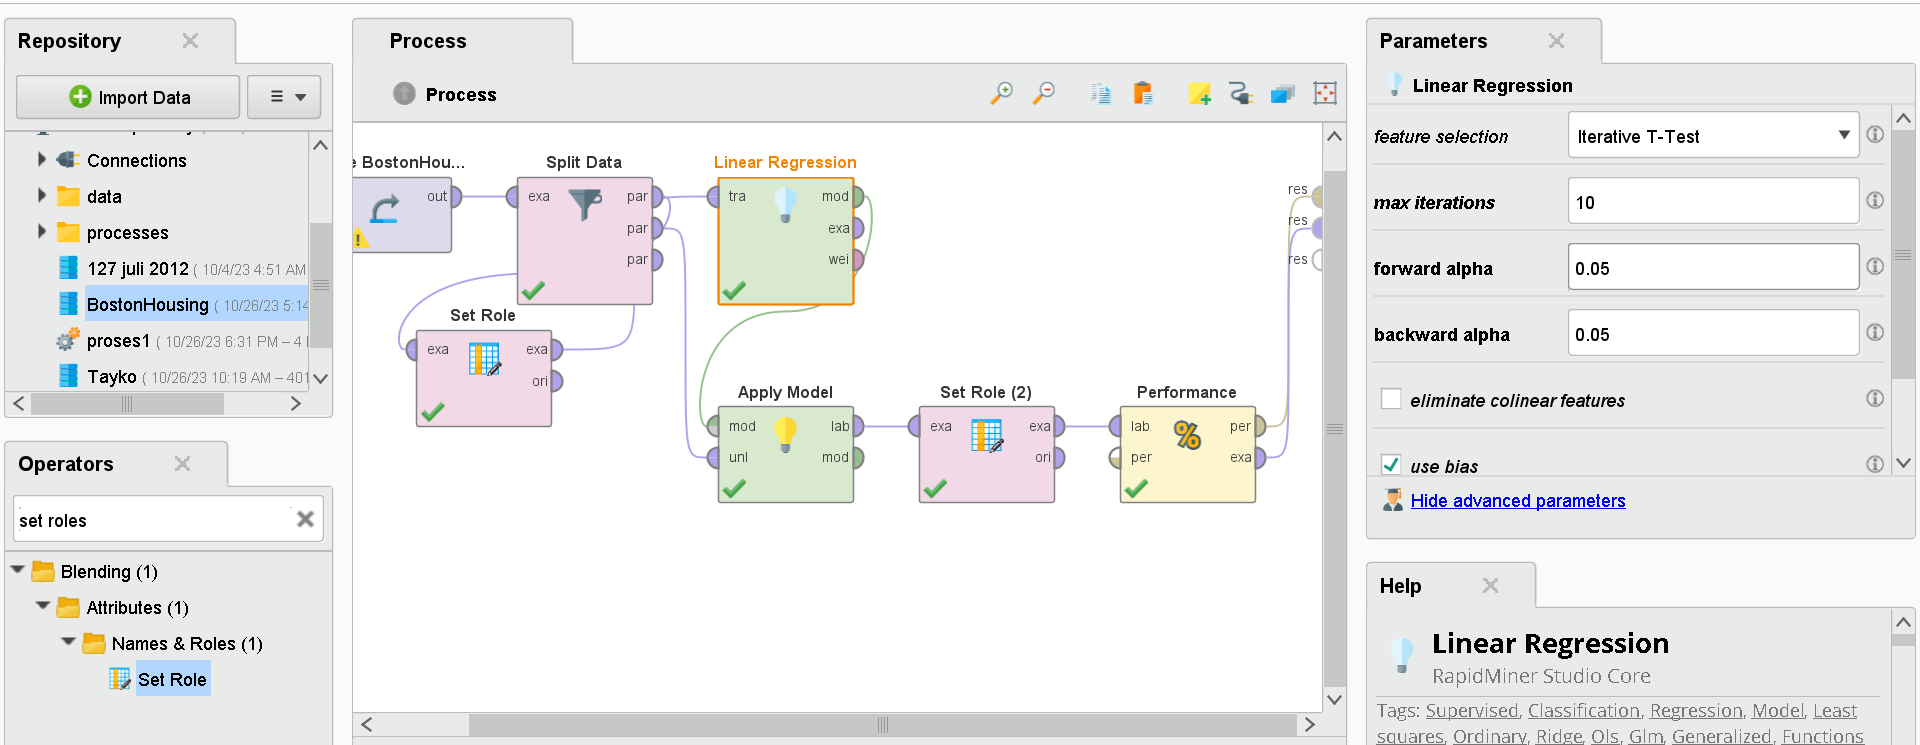 Repository
Import Data
Connections
data
processes
127 juli 2012 ( 10/4/23 4:51 AM
BostonHousing ( 10/26/23 5:14
proses1 ( 10/26/23 6:31 PM – 4
Tayko ( 10/26/23 10:19 AM – 401
Operators
set roles
Blending (1)
Attributes (1)
Names & Roles (1)
Set Role
Process
Process
e BostonHou...
out
Split Data
exa par
par
par
Linear Regression
tra mod
exa
wei
res
res
res
Set Role
exa exa
ori
Apply Model
mod lab
unl mod
Set Role (2)
exa exa
ori
Performance
%
lab per
per exa
Parameters
Linear Regression
feature selection Iterative T-Test
max iterations 10
forward alpha 0.05
backward alpha 0.05
eliminate colinear features
use bias
Hide advanced parameters
Help
Linear Regression
RapidMiner Studio Core
Tags: Supervised, Classification, Regression, Model, Least
squares, Ordinary, Ridge, Ols, Glm, Generalized, Functions